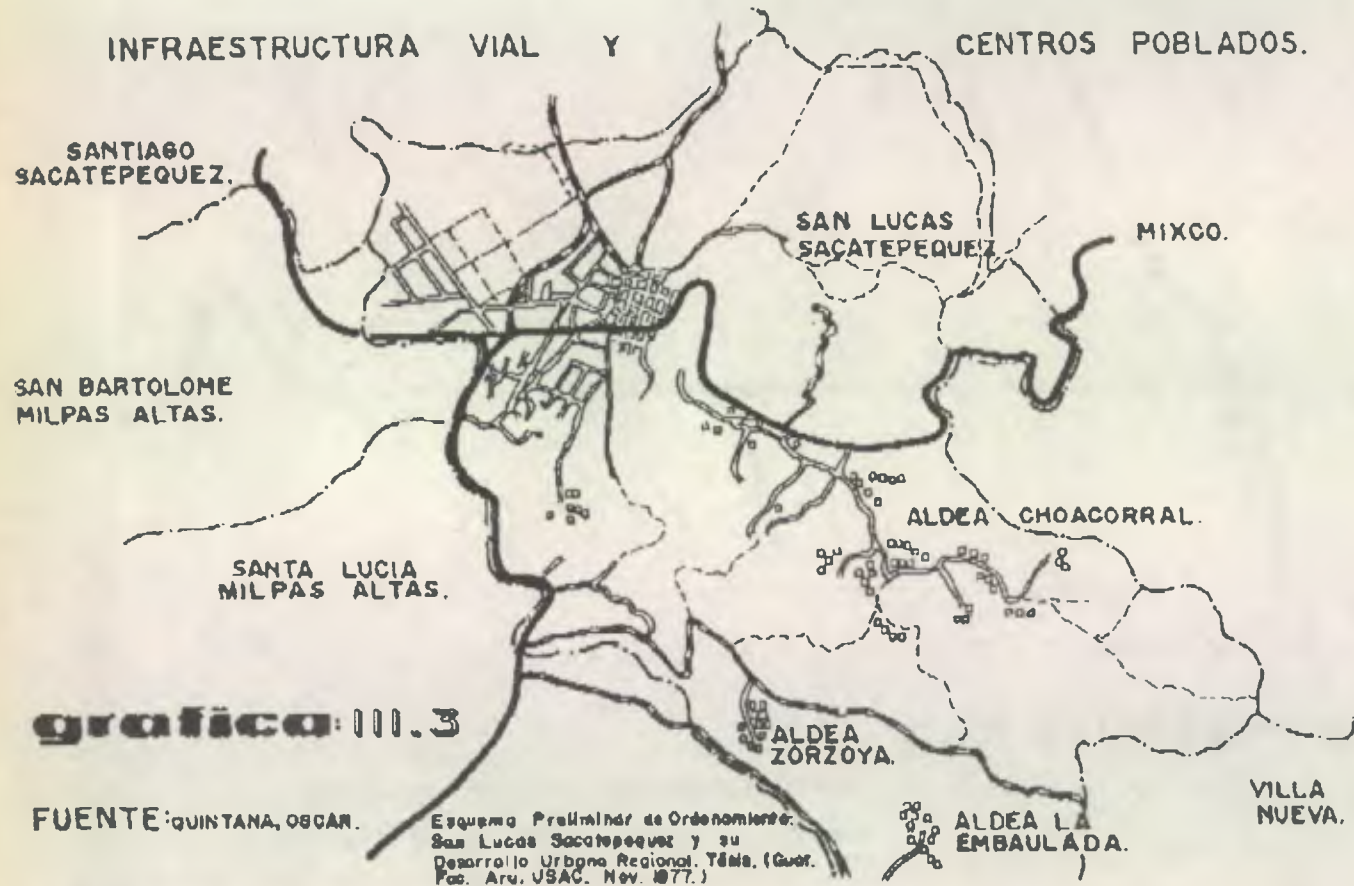 INFRAESTRUCTURA VIAL Y CENTROS POBLADOS.
SANTIAGO
SACATEPEQUEZ.
SAN LUCAS
SACATEPEQUEZ
MIXCO.
SAN BARTOLOME
MILPAS ALTAS.
ALDEA CHOACORRAL.
SANTA LUCIA
MILPAS ALTAS.
grafica: III.3
ALDEA
ZORZOYA.
VILLA
NUEVA.
ALDEA LA
EMBAULADA.
FUENTE: QUINTANA, OSCAR.
Esquema Preliminar de Ordenamiento.
San Lucas Sacatepequez y su
Desarrollo Urbano Regional. Tésis. (Guat.
Fac. Arq. USAC. Nov. 1977.)